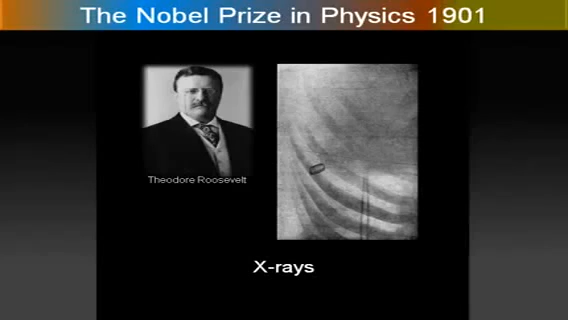 The Nobel Prize in Physics 1901
Theodore Roosevelt
X-rays